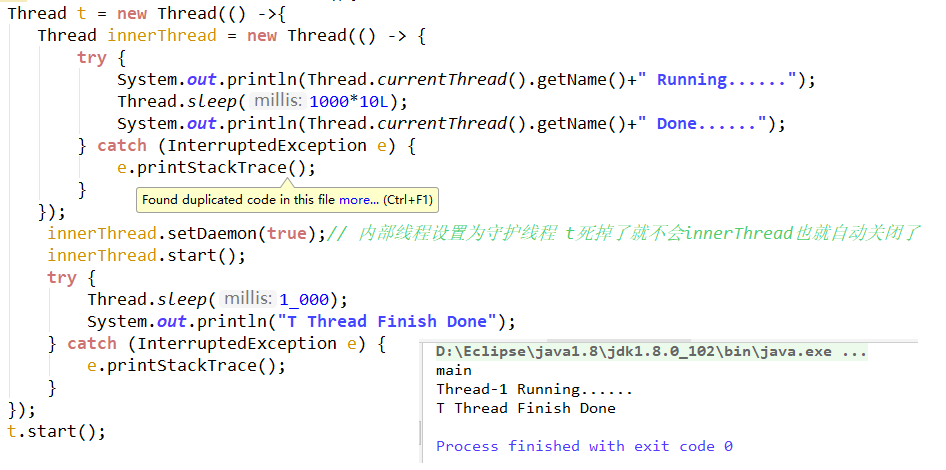 Thread t = new Thread(() ->{
Thread innerThread = new Thread(() -> {
try {
System.out.println(Thread.currentThread().getName()+" Running......");
Thread.sleep( millis: 1000*10L);
System.out.println(Thread.currentThread().getName()+" Done......");
} catch (InterruptedException e) {
e.printStackTrace();
}
Found duplicated code in this file more... (Ctrl+F1)
});
innerThread.setDaemon(true);// 内部线程设置为守护线程 t死掉了就不会innerThread也就自动关闭了
innerThread.start();
try {
Thread.sleep( millis: 1_000);
System.out.println("T Thread Finish Done");
} catch (InterruptedException e) {
e.printStackTrace();
}
});
t.start();
D:\Eclipse\java1.8\jdk1.8.0_102\bin\java.exe ...
main
Thread-1 Running......
T Thread Finish Done
Process finished with exit code 0